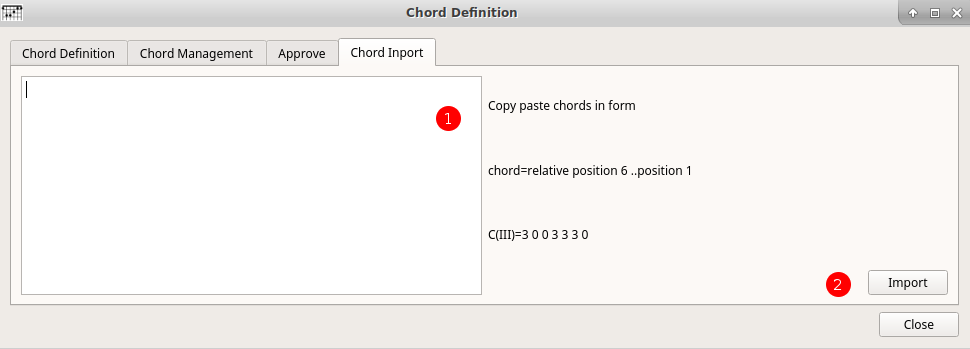 Chord Definition
Chord Definition Chord Management Approve Chord Inport
1
Copy paste chords in form
chord=relative position 6 ..position 1
C(III)=3 0 0 3 3 3 0
2 Import
Close